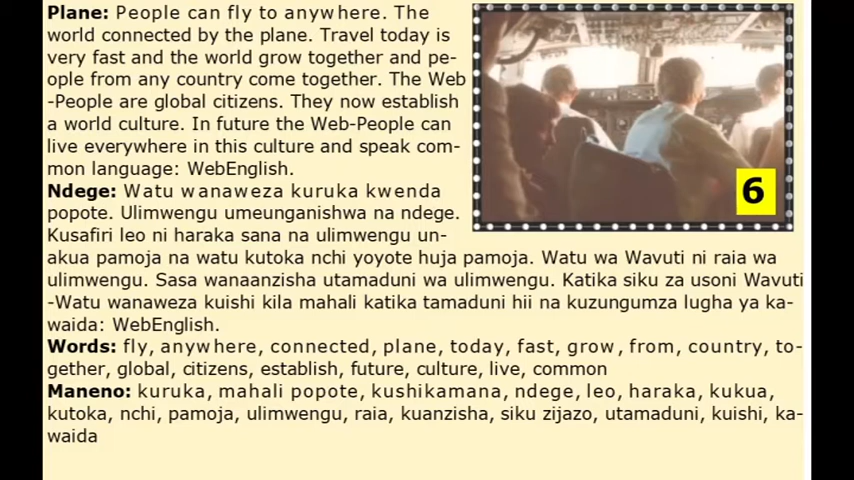 Plane: People can fly to anywhere. The
world connected by the plane. Travel today is
very fast and the world grow together and pe-
ople from any country come together. The Web
-People are global citizens. They now establish
a world culture. In future the Web-People can
live everywhere in this culture and speak com-
mon language: WebEnglish.
Ndege: Watu wanaweza kuruka kwenda
popote. Ulimwengu umeunganishwa na ndege.
Kusafiri leo ni haraka sana na ulimwengu un-
akua pamoja na watu kutoka nchi yoyote huja pamoja. Watu wa Wavuti ni raia wa
ulimwengu. Sasa wanaanzisha utamaduni wa ulimwengu. Katika siku za usoni Wavuti
-Watu wanaweza kuishi kila mahali katika tamaduni hii na kuzungumza lugha ya ka-
waida: WebEnglish.
Words: fly, anywhere, connected, plane, today, fast, grow, from, country, to-
gether, global, citizens, establish, future, culture, live, common
Maneno: kuruka, mahali popote, kushikamana, ndege, leo, haraka, kukua,
kutoka, nchi, pamoja, ulimwengu, raia, kuanzisha, siku zijazo, utamaduni, kuishi, ka-
waida
6